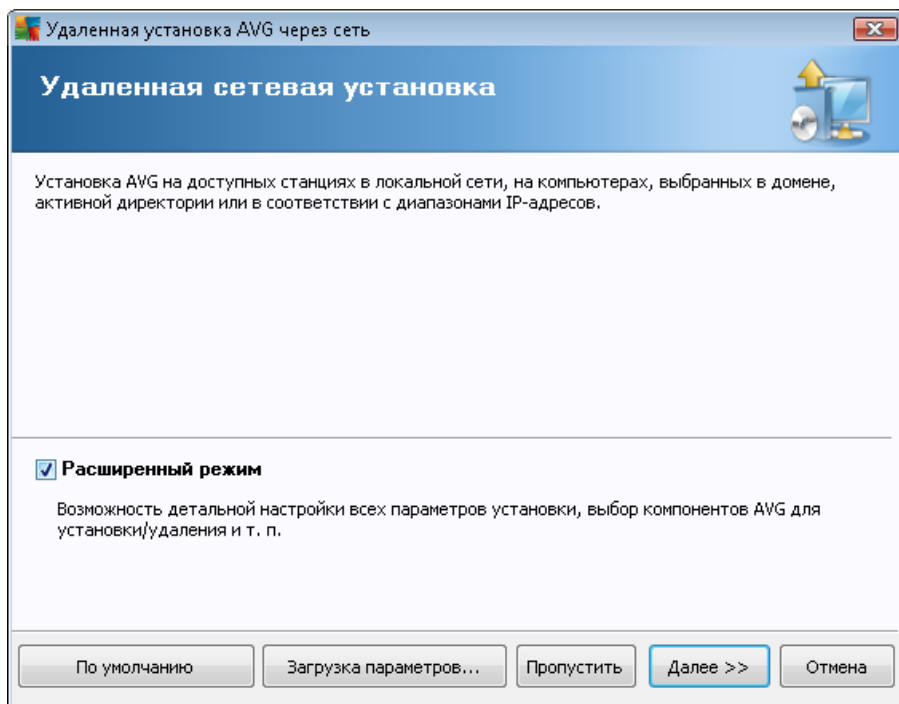 Удаленная установка AVG через сеть
Удаленная сетевая установка
Установка AVG на доступных станциях в локальной сети, на компьютерах, выбранных в домене,
активной директории или в соответствии с диапазонами IP-адресов.
Расширенный режим
Возможность детальной настройки всех параметров установки, выбор компонентов AVG для
установки/удаления и т. п.
По умолчанию
Загрузка параметров...
Пропустить
Далее >>
Отмена